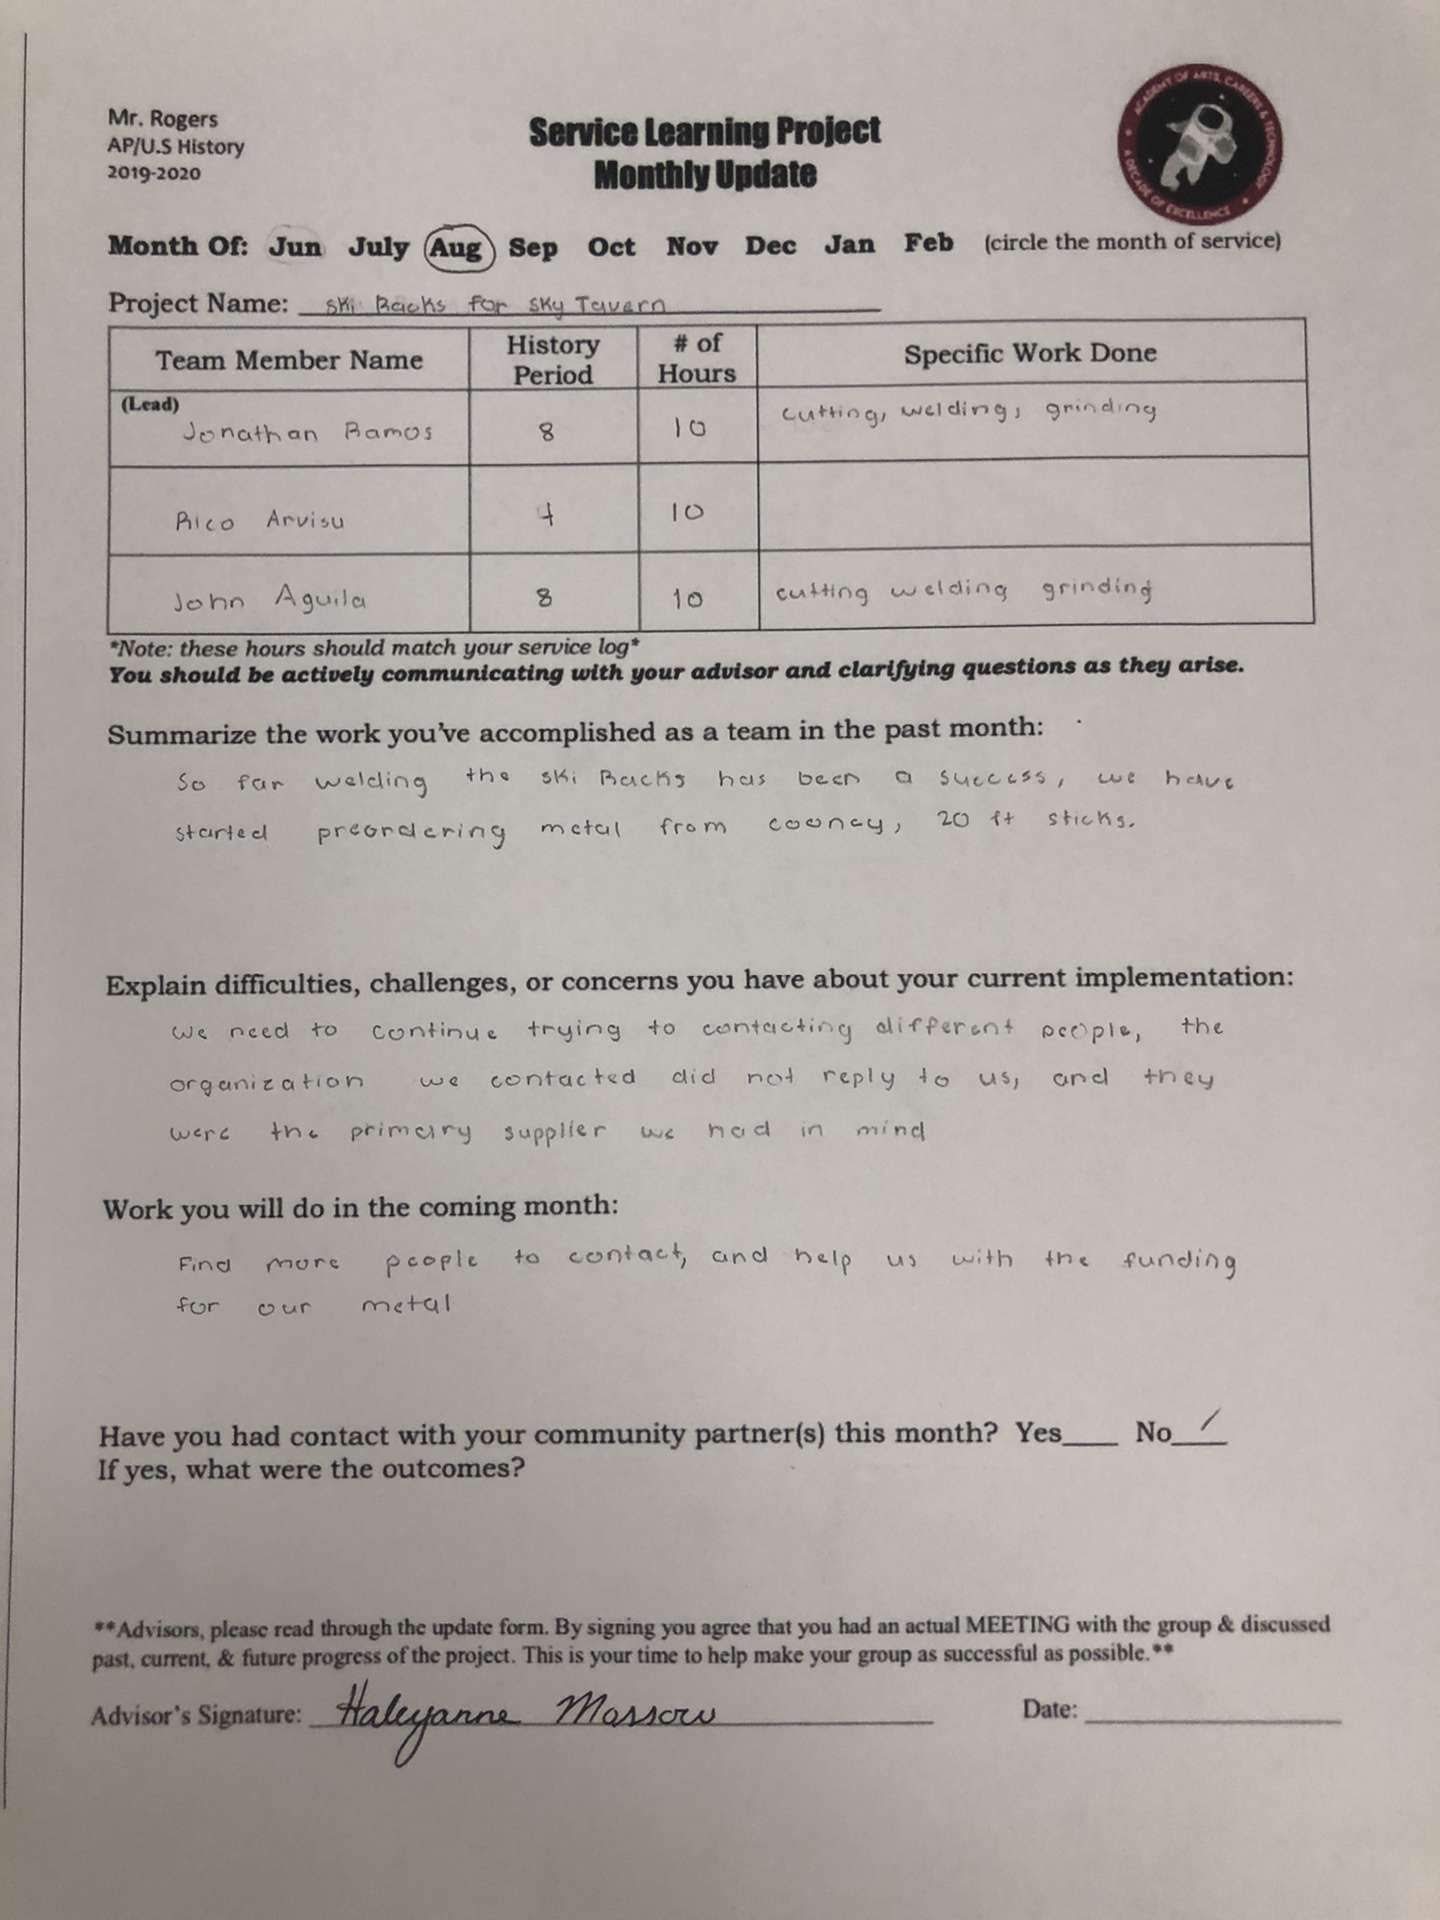 Mr. Rogers
AP/U.S History
2019-2020
Service Learning Project
Monthly Update
ACADEMY OF ARTS, CAREERS & TECHNOLOGY
A DECADE OF EXCELLENCE
Month Of: Jun July Aug Sep Oct Nov Dec Jan Feb (circle the month of service)
Project Name: Ski Racks for Sky Tavern
Team Member Name History Period # of Hours Specific Work Done
(Lead)
Jonathan Ramos 8 10 cutting, welding, grinding
Rico Arvisu 10
John Aguila 8 10 cutting welding grinding
*Note: these hours should match your service log*
You should be actively communicating with your advisor and clarifying questions as they arise.
Summarize the work you've accomplished as a team in the past month:
So far welding the ski Racks has been a success, we have
started preordering metal from cooney, 20 ft sticks.
Explain difficulties, challenges, or concerns you have about your current implementation:
We need to continue trying to contacting different people, the
organization we contacted did not reply to us, and they
were the primary supplier we had in mind
Work you will do in the coming month:
Find more people to contact, and help us with the funding
for our metal
Have you had contact with your community partner(s) this month? Yes____ No____
If yes, what were the outcomes?
**Advisors, please read through the update form. By signing you agree that you had an actual MEETING with the group & discussed
past, current, & future progress of the project. This is your time to help make your group as successful as possible.**
Advisor's Signature: Haleyanne Date: